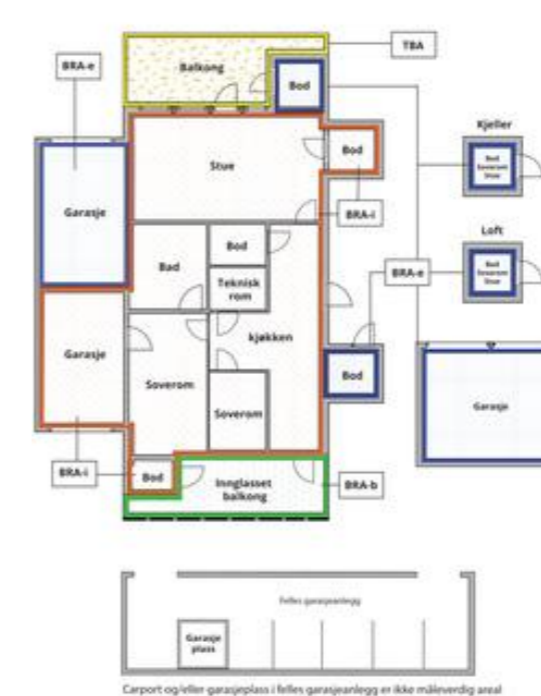 TBA
BRA-e
Balkong
Bod
Kjeller
Stue
Bod
Bod
Soverom
Stue
Garasje
BRA-i
Loft
Bod
Bad
BRA-e
Bod
Soverom
Stue
Teknisk
rom
kjøkken
Garasje
Soverom
Bod
Garasje
Soverom
BRA-i
Bod
Innglasset
balkong
BRA-b
Felles garasjeanlegg
Garasje
plass
Carport og/eller garasjeplass i felles garasjeanlegg er ikke måleverdig areal